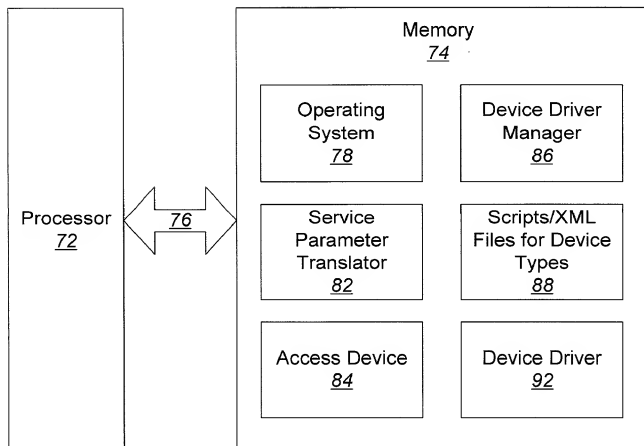 Memory
74
Operating
System
78
Device Driver
Manager
86
Processor
72
76
Service
Parameter
Translator
82
Scripts/XML
Files for Device
Types
88
Access Device
84
Device Driver
92